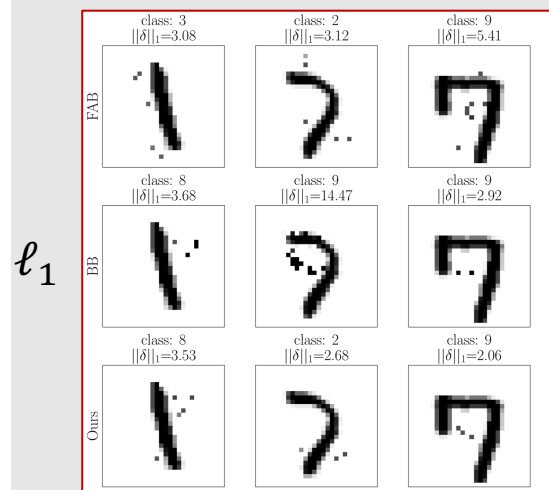 class: 3 class: 2 class: 9
||δ||₁=3.08 ||δ||₁=3.12 ||δ||₁=5.41
FAB
class: 8 class: 9 class: 9
||δ||₁=3.68 ||δ||₁=14.47 ||δ||₁=2.92
ℓ₁
BB
class: 8 class: 2 class: 9
||δ||₁=3.53 ||δ||₁=2.68 ||δ||₁=2.06
Ours